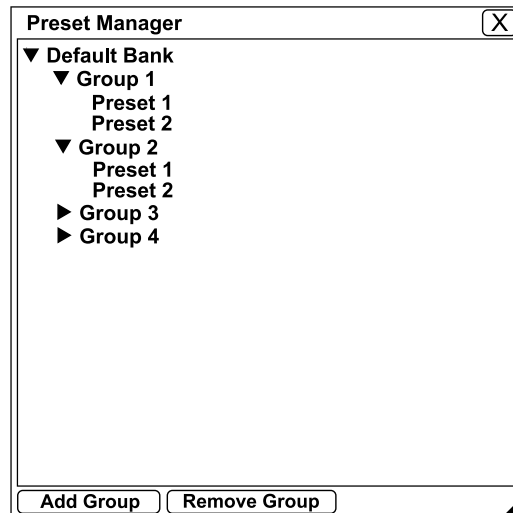 Preset Manager X
▼ Default Bank
▼ Group 1
Preset 1
Preset 2
▼ Group 2
Preset 1
Preset 2
▶ Group 3
▶ Group 4
Add Group Remove Group